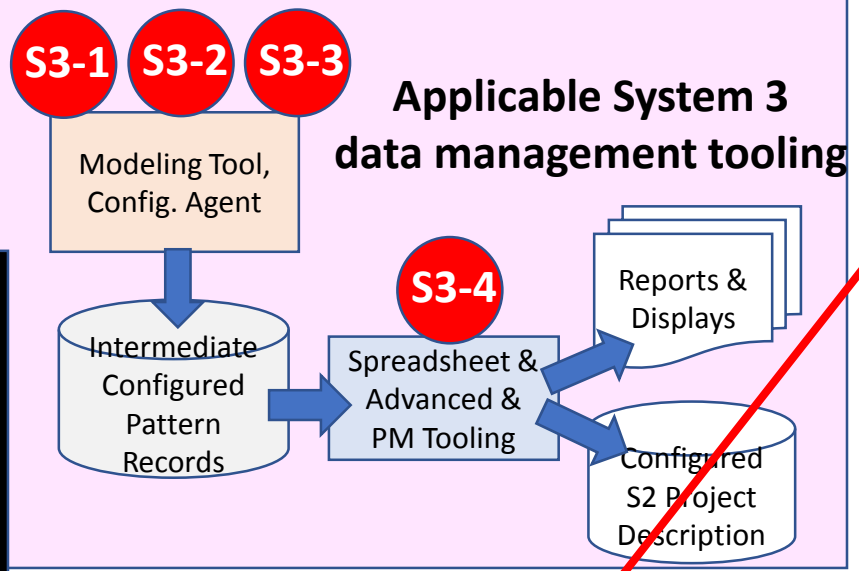 S3-1
S3-2
S3-3
Applicable System 3
data management tooling
Modeling Tool,
Config. Agent
S3-4
Reports &
Displays
Intermediate
Configured
Pattern
Records
Spreadsheet &
Advanced &
PM Tooling
Configured
S2 Project
Description